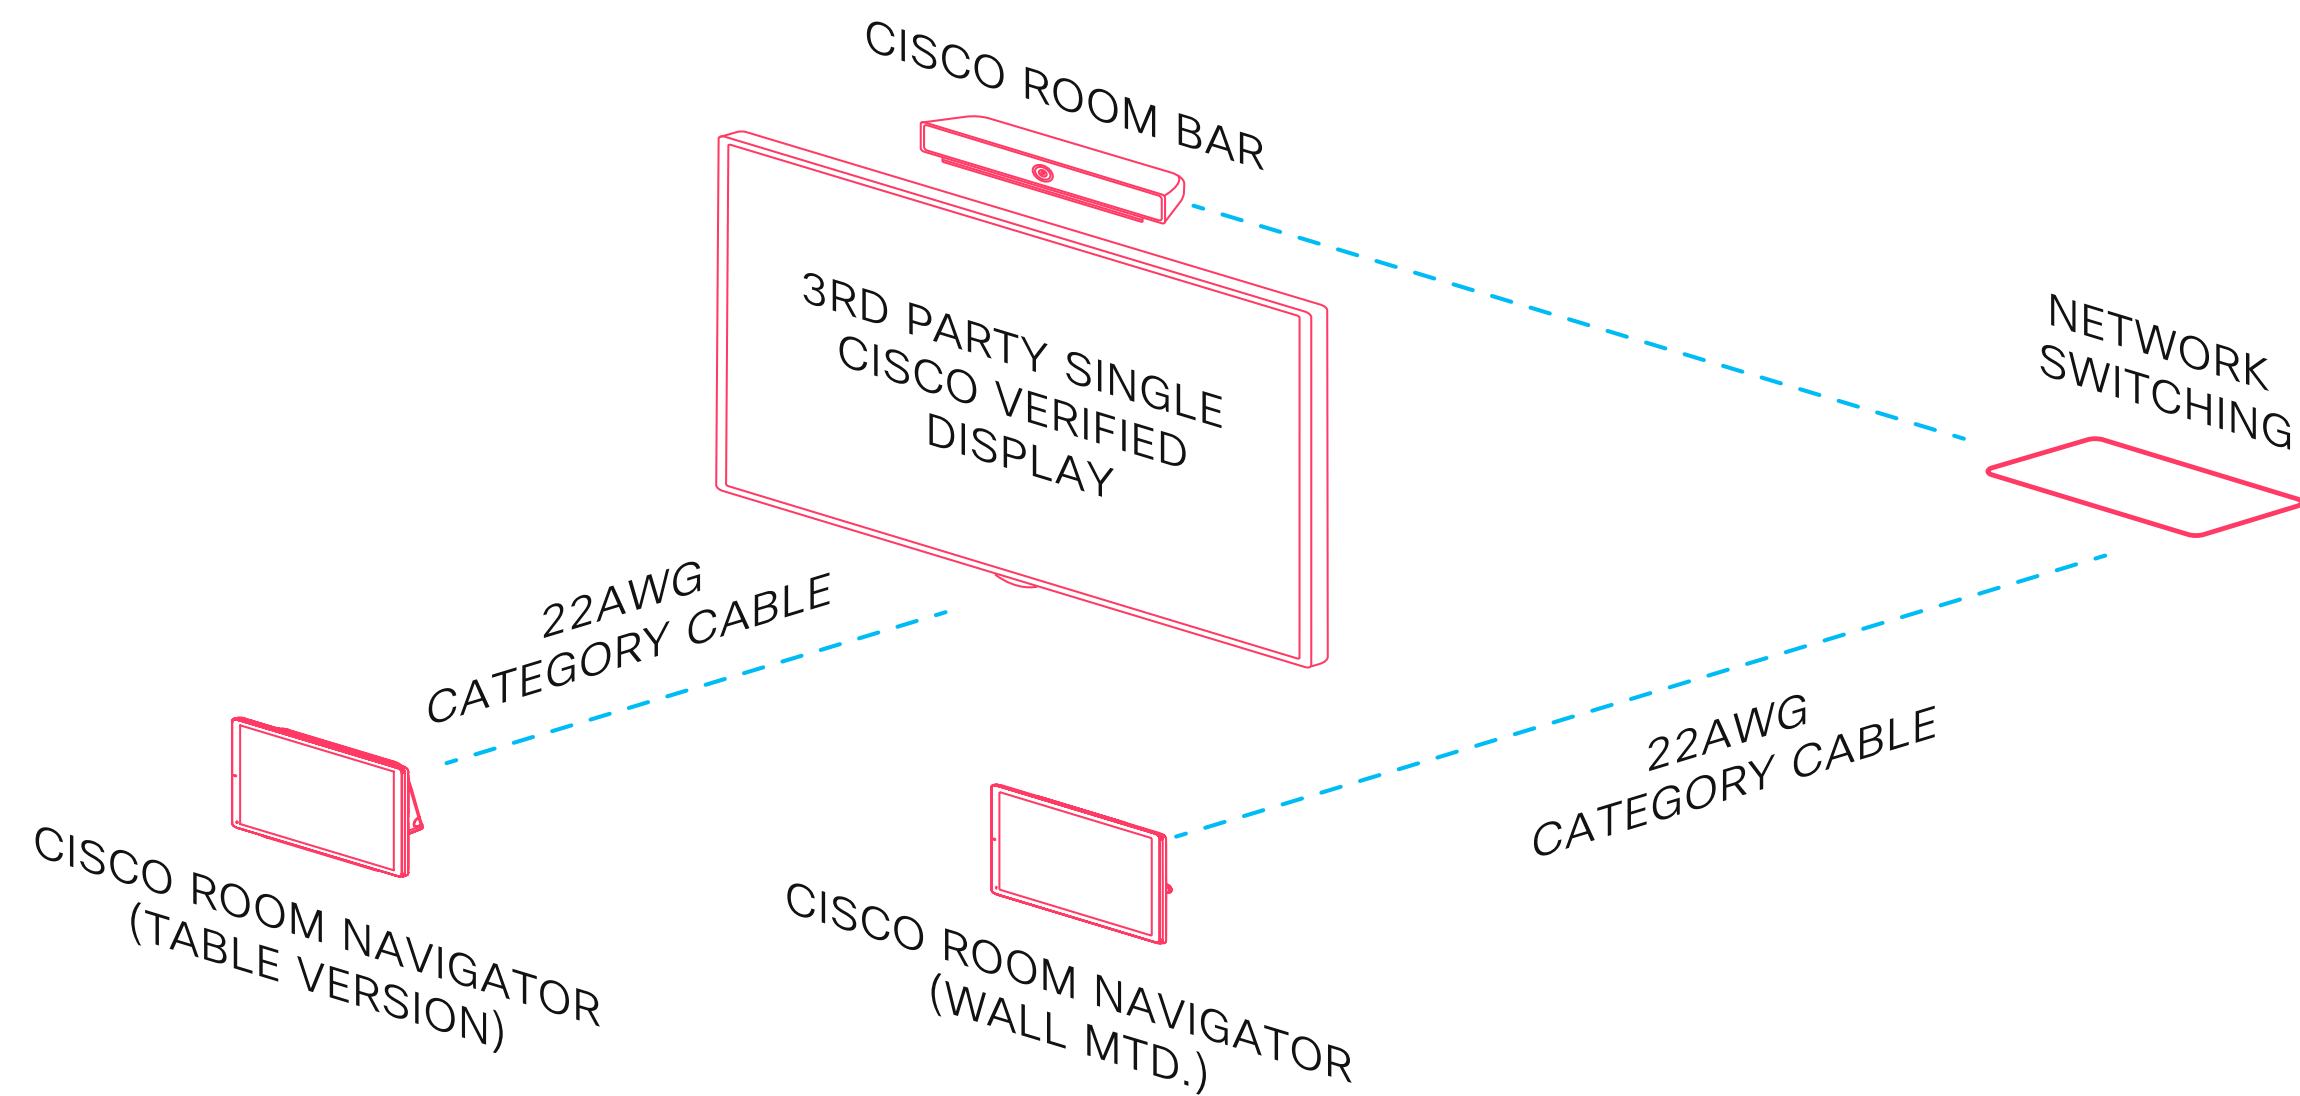 CISCO ROOM BAR
3RD PARTY SINGLE
CISCO VERIFIED
DISPLAY
NETWORK
SWITCHING
22AWG
CATEGORY CABLE
22AWG
CATEGORY CABLE
CISCO ROOM NAVIGATOR
(TABLE VERSION)
CISCO ROOM NAVIGATOR
(WALL MTD.)